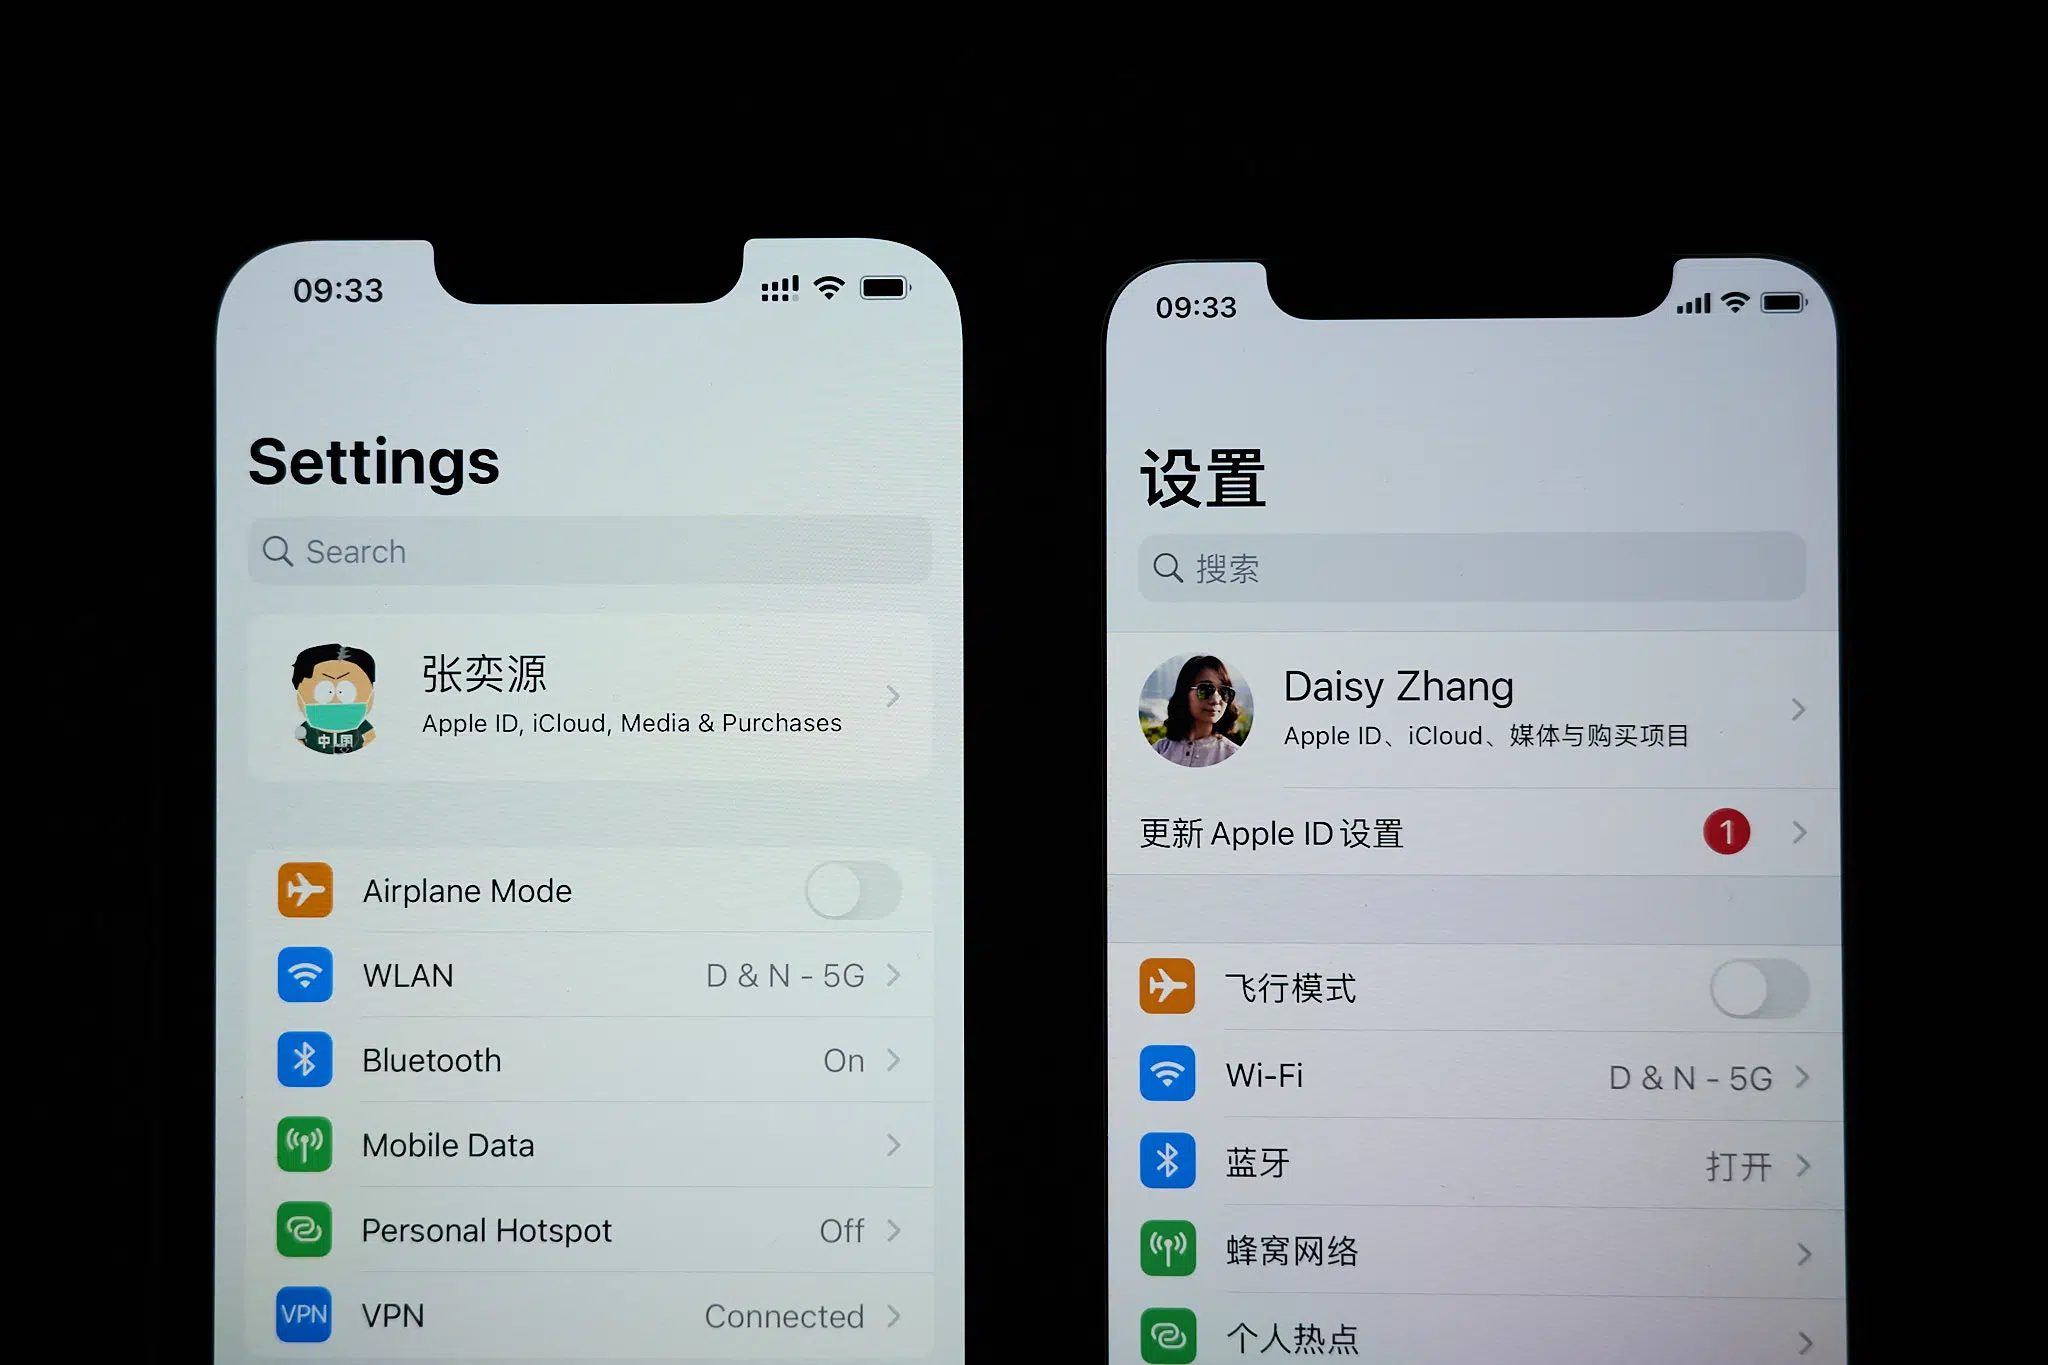 09:33
Settings
Search
张奕源
Apple ID, iCloud, Media & Purchases
中国
Airplane Mode
WLAN D & N - 5G
Bluetooth On
Mobile Data
Personal Hotspot Off
VPN VPN Connected
09:33
设置
搜索
Daisy Zhang
Apple ID、iCloud、媒体与购买项目
更新 Apple ID 设置 1
飞行模式
Wi-Fi D & N - 5G
蓝牙 打开
蜂窝网络
个人热点